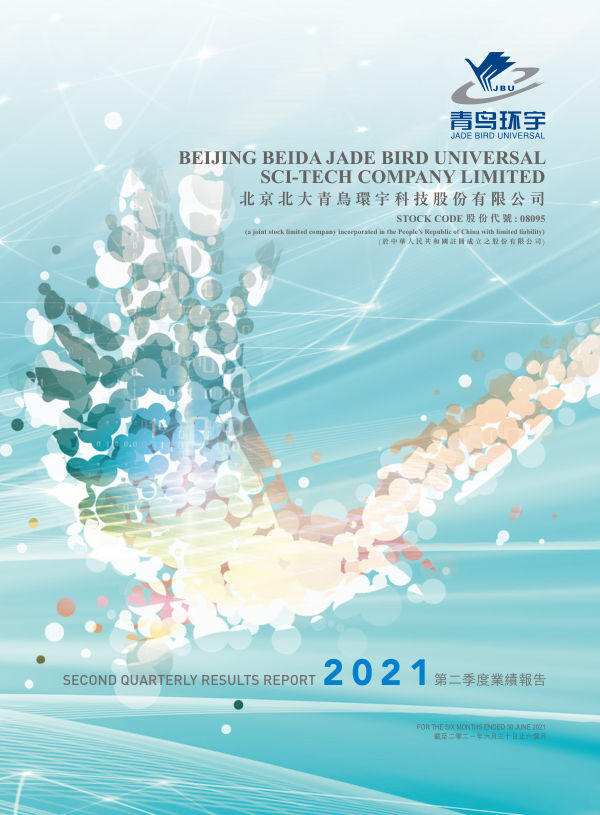 JBU
青鸟环宇
JADE BIRD UNIVERSAL
BEIJING BEIDA JADE BIRD UNIVERSAL
SCI-TECH COMPANY LIMITED
北京北大青鳥環宇科技股份有限公司
STOCK CODE 股份代號 : 08095
(a joint stock limited company incorporated in the People's Republic of China with limited liability)
(於中華人民共和國註冊成立之股份有限公司)
SECOND QUARTERLY RESULTS REPORT 2021 第二季度業績報告
FOR THE SIX MONTHS ENDED 30 JUNE 2021
截至二零二一年六月三十日止六個月